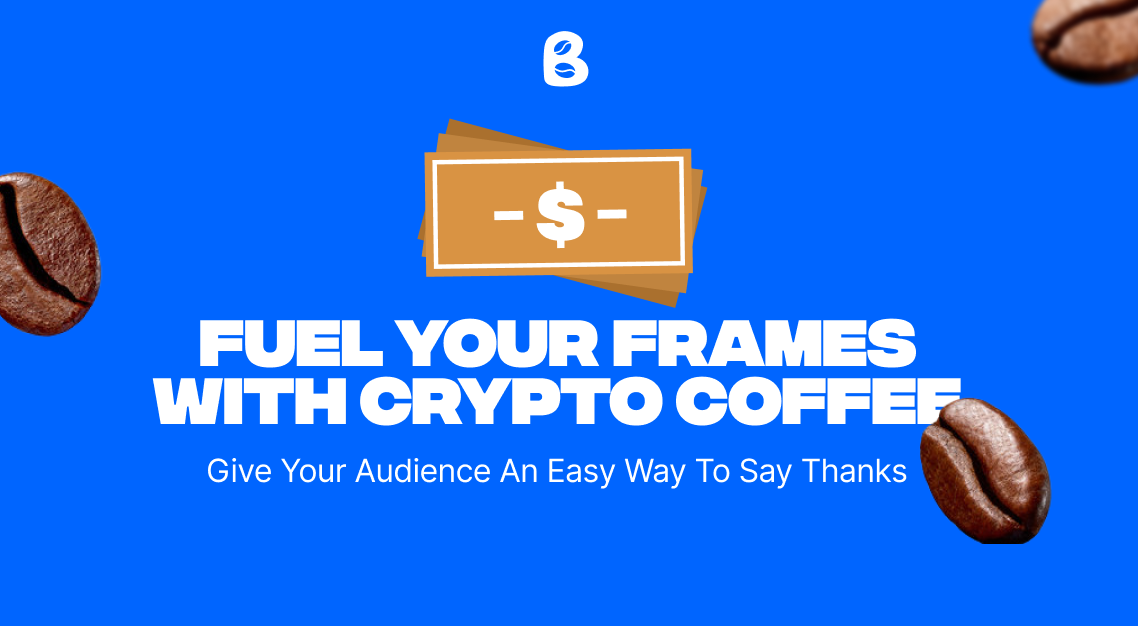 B
-$-
FUEL YOUR FRAMES
WITH CRYPTO COFFEE
Give Your Audience An Easy Way To Say Thanks